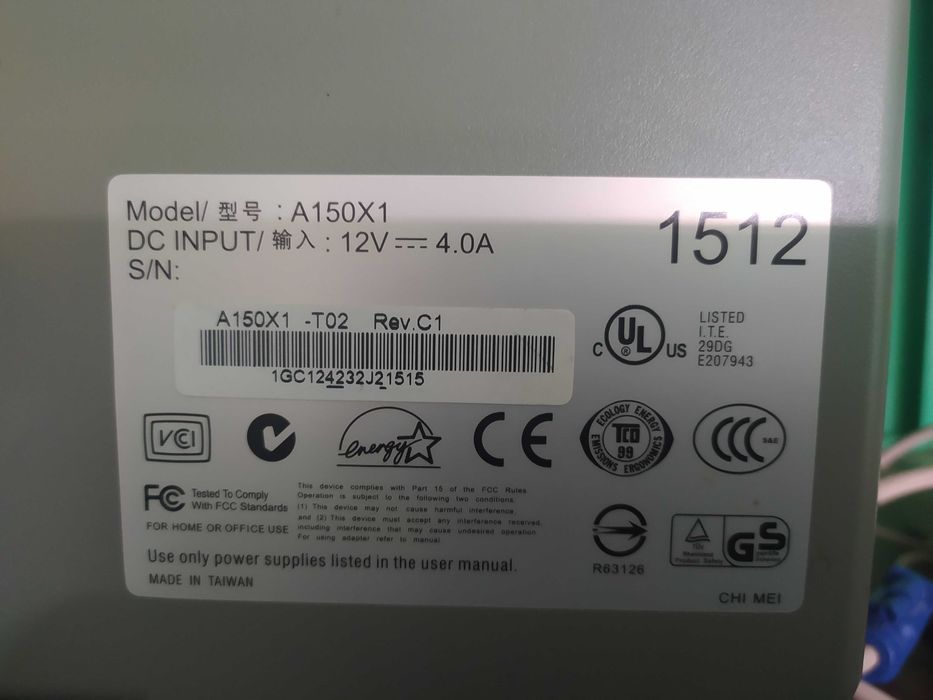 Model/ 型号 : A150X1
DC INPUT/ 输入 : 12V 4.0A
S/N:
1512
A150X1 -T02 Rev.C1
1GC124232J21515
C UL ® US
LISTED
I.T.E.
29DG
E207943
VCI
energy
CE
ECOLOGY ENERGY
TCO
99
EMISSIONS ERGONOMICS
CCC S&E
FC Tested To Comply
With FCC Standards
FOR HOME OR OFFICE USE
This device complies with Part 15 of the FCC Rules.
Operation is subject to the following two conditions:
(1) This device may not cause harmful interference,
and (2) This device must accept any interference received,
including interference that may cause undesired operation.
For using adapter refer to manual.
R63126
TÜV
Rheinland
Product Safety
GS
Use only power supplies listed in the user manual.
MADE IN TAIWAN
CHI MEI